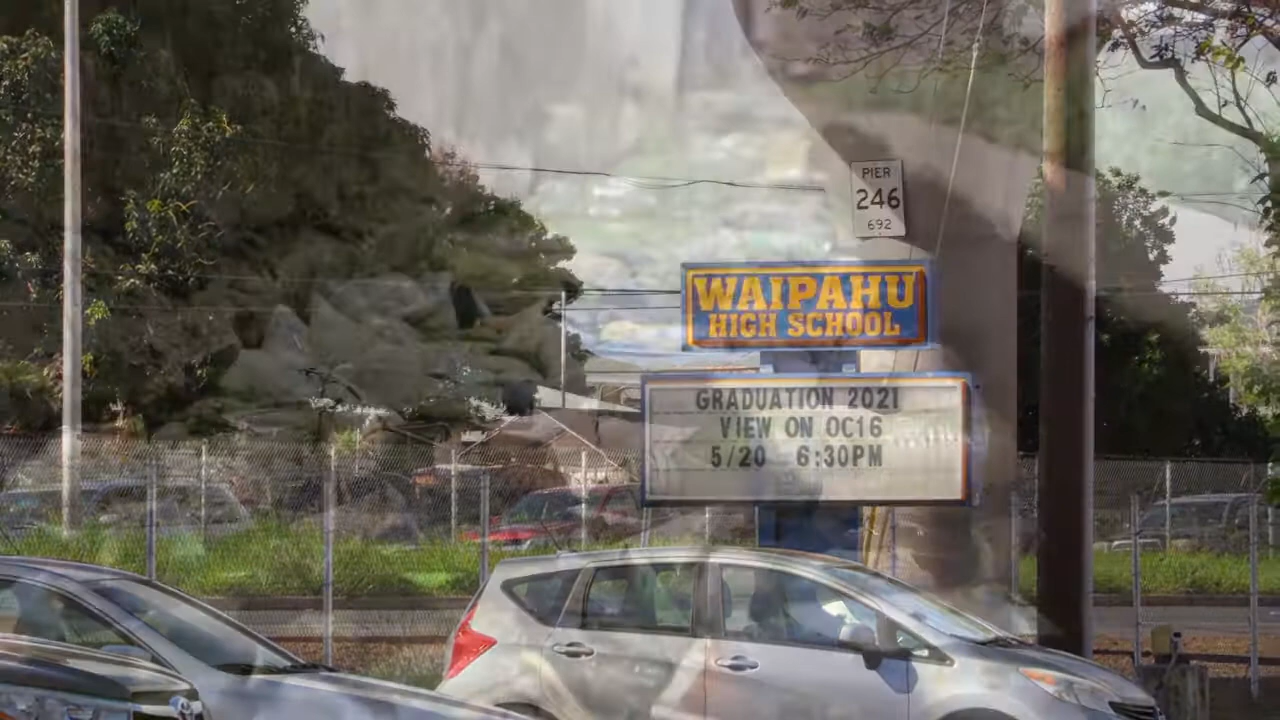 PIER
246
692
WAIPAHU
HIGH SCHOOL
GRADUATION 2021
VIEW ON OC16
5/20 6:30PM